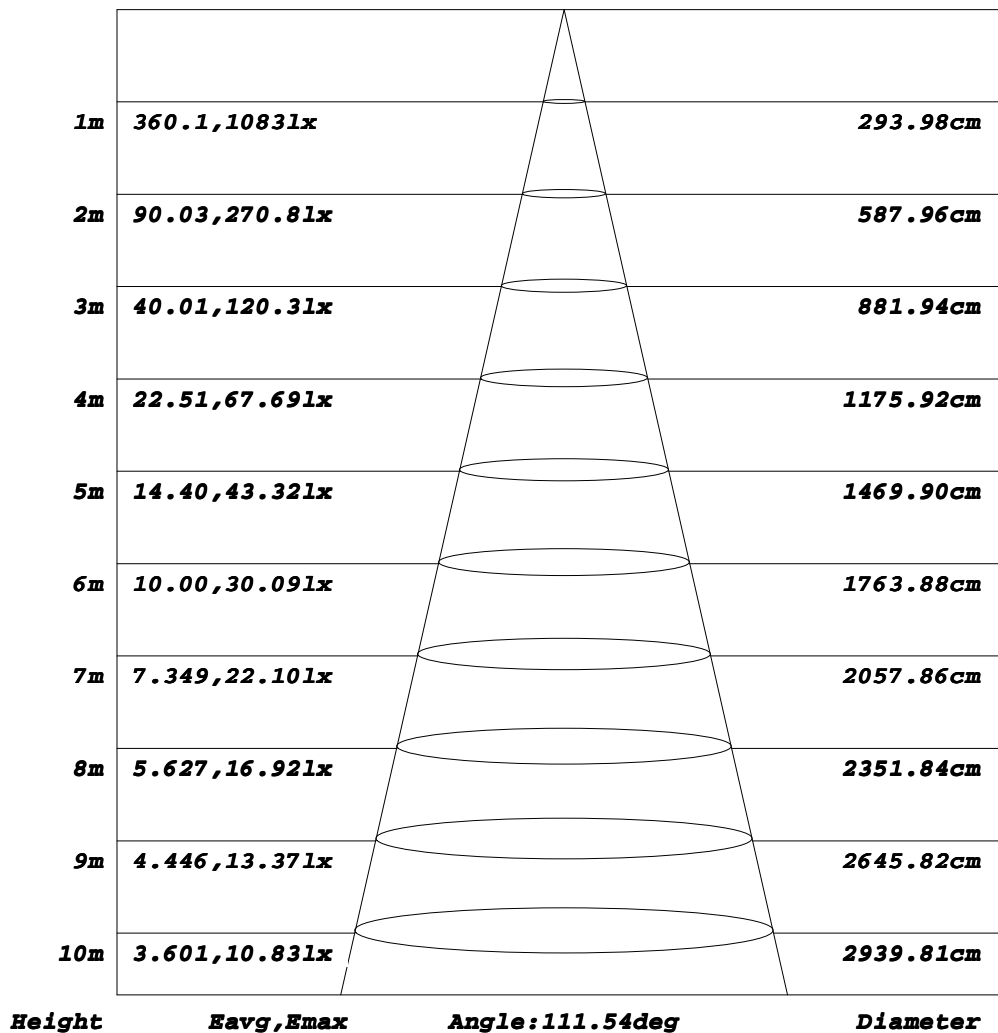 1m 360.1,1083lx 293.98cm
2m 90.03,270.8lx 587.96cm
3m 40.01,120.3lx 881.94cm
4m 22.51,67.69lx 1175.92cm
5m 14.40,43.32lx 1469.90cm
6m 10.00,30.09lx 1763.88cm
7m 7.349,22.10lx 2057.86cm
8m 5.627,16.92lx 2351.84cm
9m 4.446,13.37lx 2645.82cm
10m 3.601,10.83lx 2939.81cm
Height Eavg,Emax Angle:111.54deg Diameter